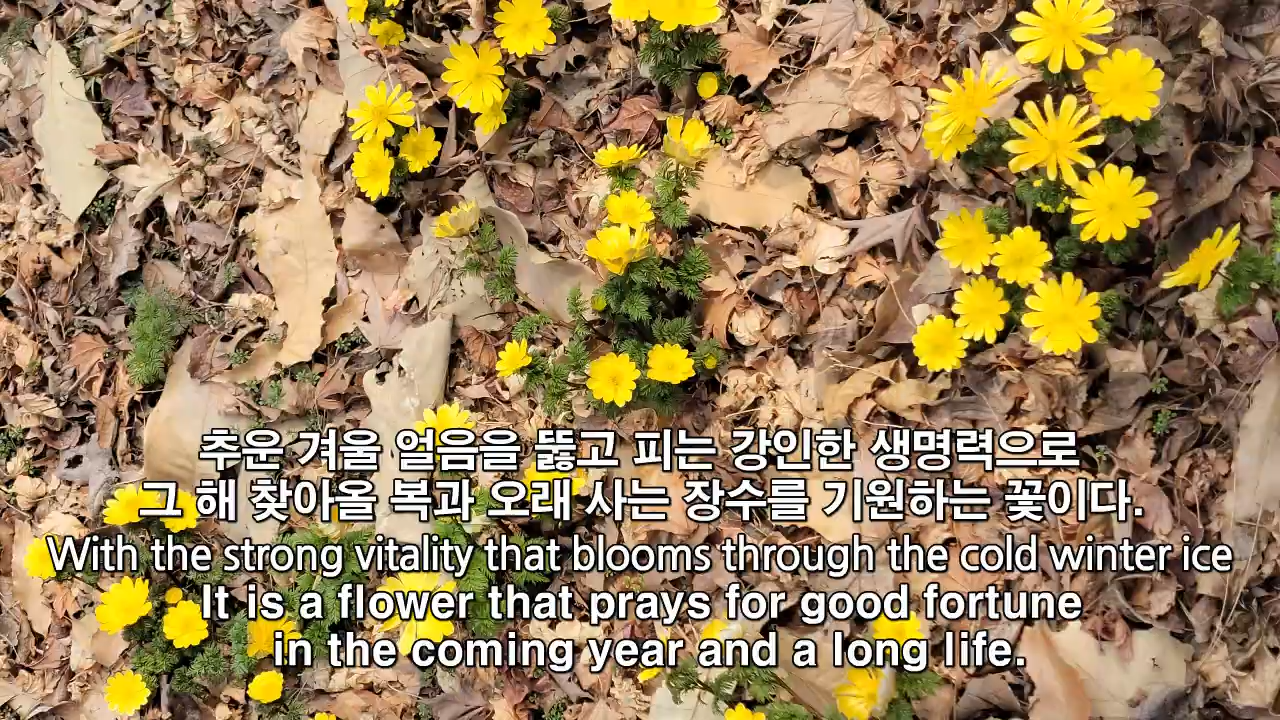 추운 겨울 얼음을 뚫고 피는 강인한 생명력으로
그 해 찾아올 복과 오래 사는 장수를 기원하는 꽃이다.
With the strong vitality that blooms through the cold winter ice
It is a flower that prays for good fortune
in the coming year and a long life.